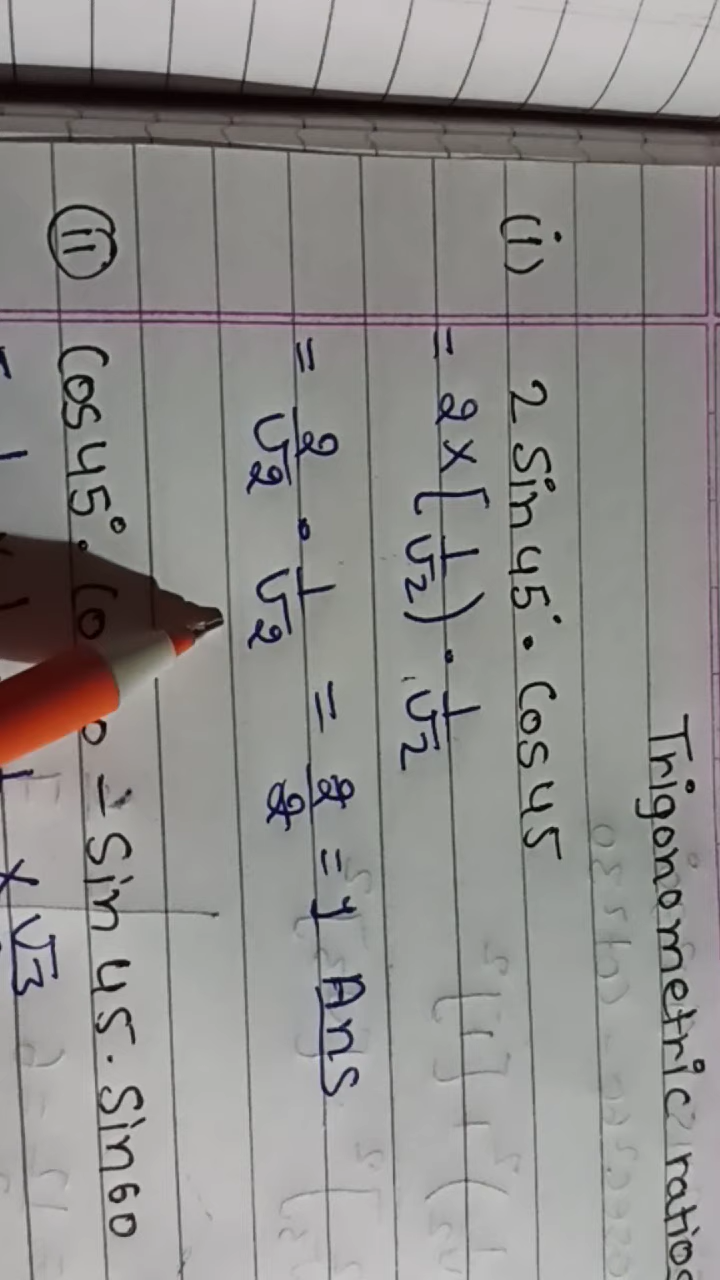 Trigonometric ratios
(i) 2 Sin 45° · Cos 45
= 2 × [1/√2) · 1/√2
= 2/√2 · 1/√2 = 2/2 = 1 Ans
(ii) Cos 45° · Co - Sin 45 · Sin 60
× √3